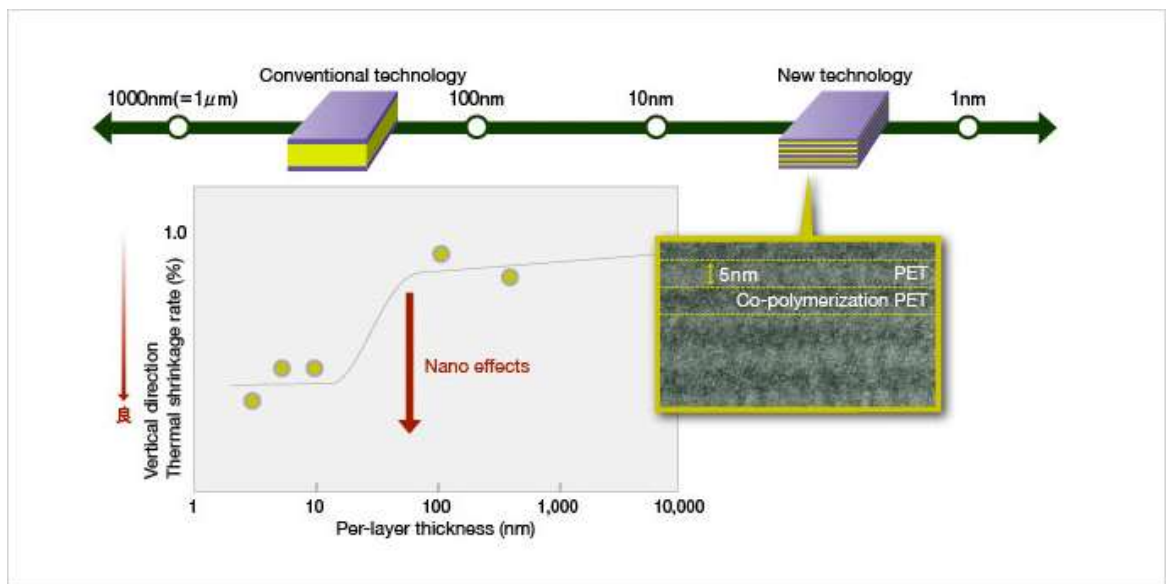 Conventional technology
New technology
1000nm(=1μm)
100nm
10nm
1nm
1.0
Vertical direction
Thermal shrinkage rate (%)
良
Nano effects
5nm
PET
Co-polymerization PET
1
10
100
1,000
10,000
Per-layer thickness (nm)